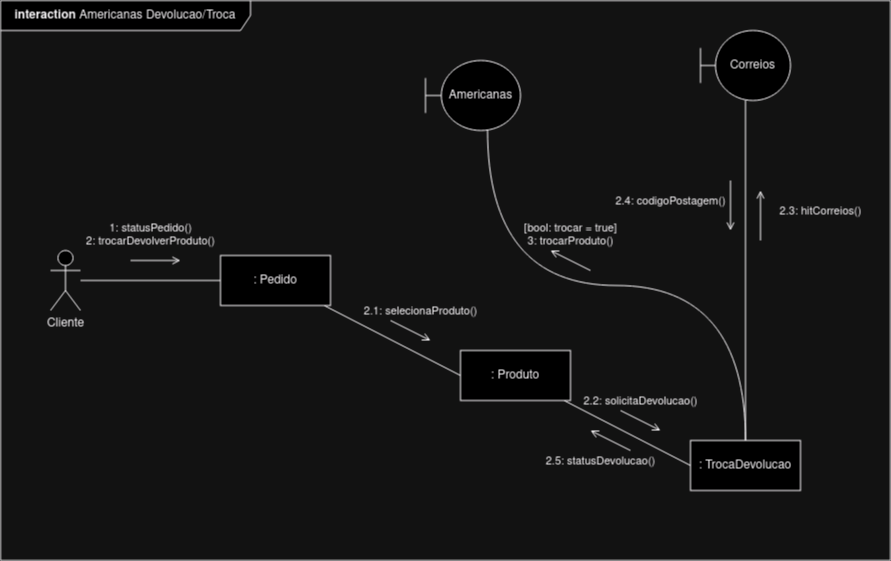 interaction Americanas Devolucao/Troca
Correios
Americanas
2.4: codigoPostagem()
2.3: hitCorreios()
1: statusPedido()
2: trocarDevolverProduto()
[bool: trocar = true]
3: trocarProduto()
: Pedido
Cliente
2.1: selecionaProduto()
: Produto
2.2: solicitaDevolucao()
2.5: statusDevolucao()
: TrocaDevolucao